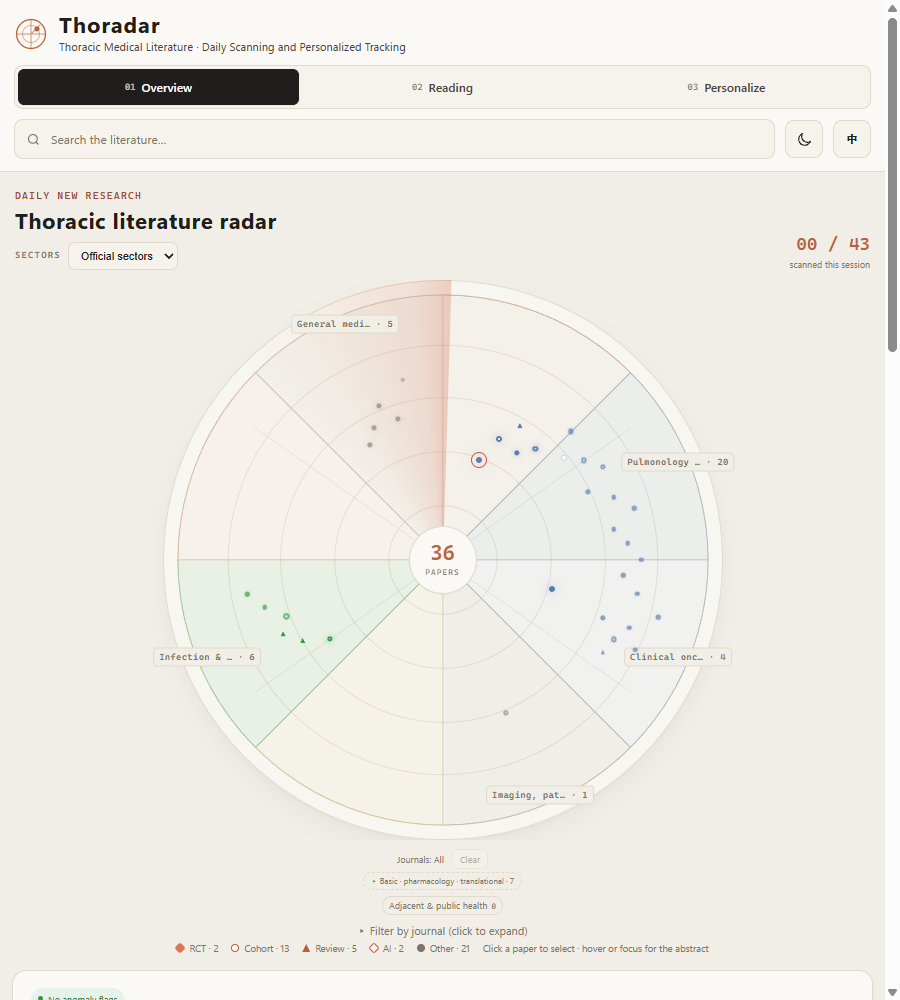 Thoradar
Thoracic Medical Literature · Daily Scanning and Personalized Tracking
01 Overview
02 Reading
03 Personalize
Search the literature...
中
DAILY NEW RESEARCH
Thoracic literature radar
SECTORS Official sectors
00 / 43
scanned this session
General medi… · 5
Pulmonology … · 20
36
PAPERS
Infection & … · 6
Clinical onc… · 4
Imaging, pat… · 1
Journals: All Clear
Basic · pharmacology · translational · 7
Adjacent & public health 0
Filter by journal (click to expand)
RCT · 2 Cohort · 13 Review · 5 AI · 2 Other · 21 Click a paper to select · hover or focus for the abstract
No anomaly flags